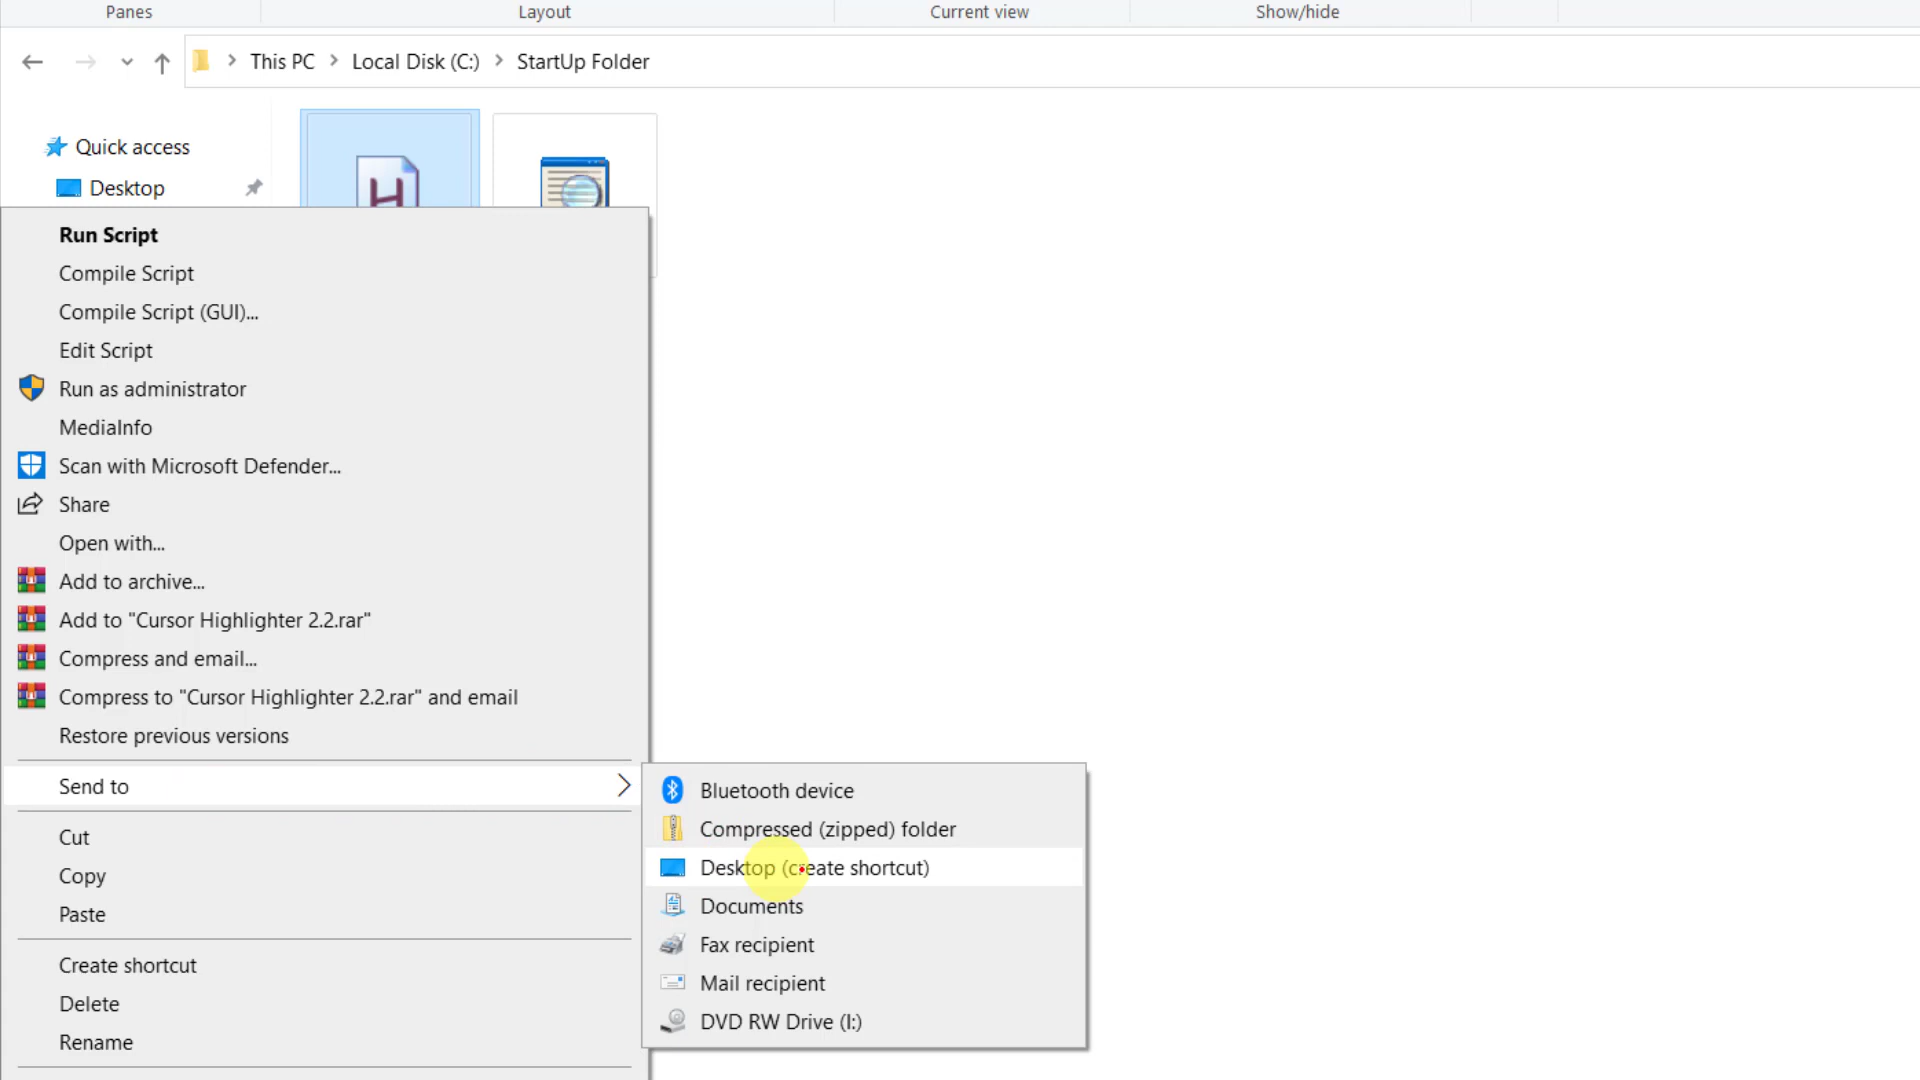 Panes
Layout
Current view
Show/hide
This PC
Local Disk (C:)
StartUp Folder
Quick access
Desktop
H
Run Script
Compile Script
Compile Script (GUI)...
Edit Script
Run as administrator
MediaInfo
Scan with Microsoft Defender...
Share
Open with...
Add to archive...
Add to "Cursor Highlighter 2.2.rar"
Compress and email...
Compress to "Cursor Highlighter 2.2.rar" and email
Restore previous versions
Send to
Cut
Copy
Paste
Create shortcut
Delete
Rename
Bluetooth device
Compressed (zipped) folder
Desktop (create shortcut)
Documents
Fax recipient
Mail recipient
DVD RW Drive (I:)